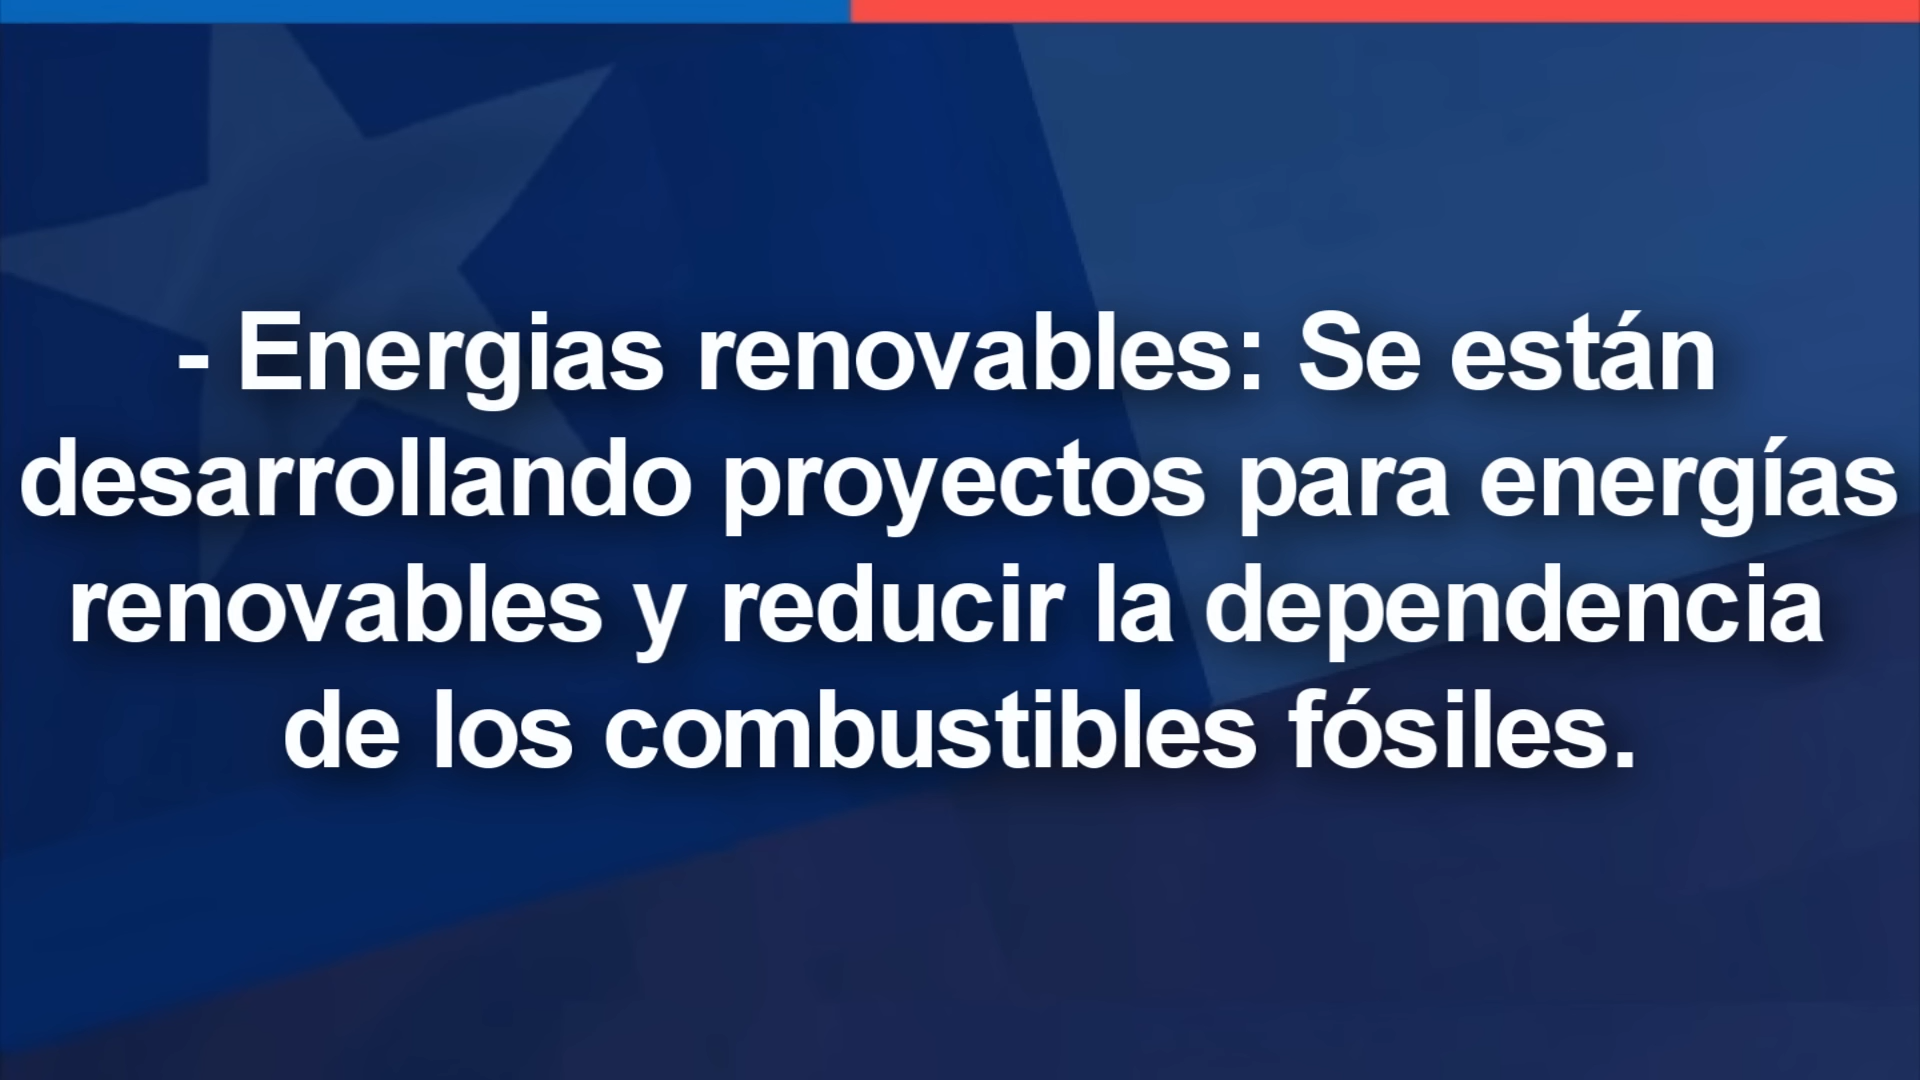 - Energias renovables: Se están
desarrollando proyectos para energías
renovables y reducir la dependencia
de los combustibles fósiles.